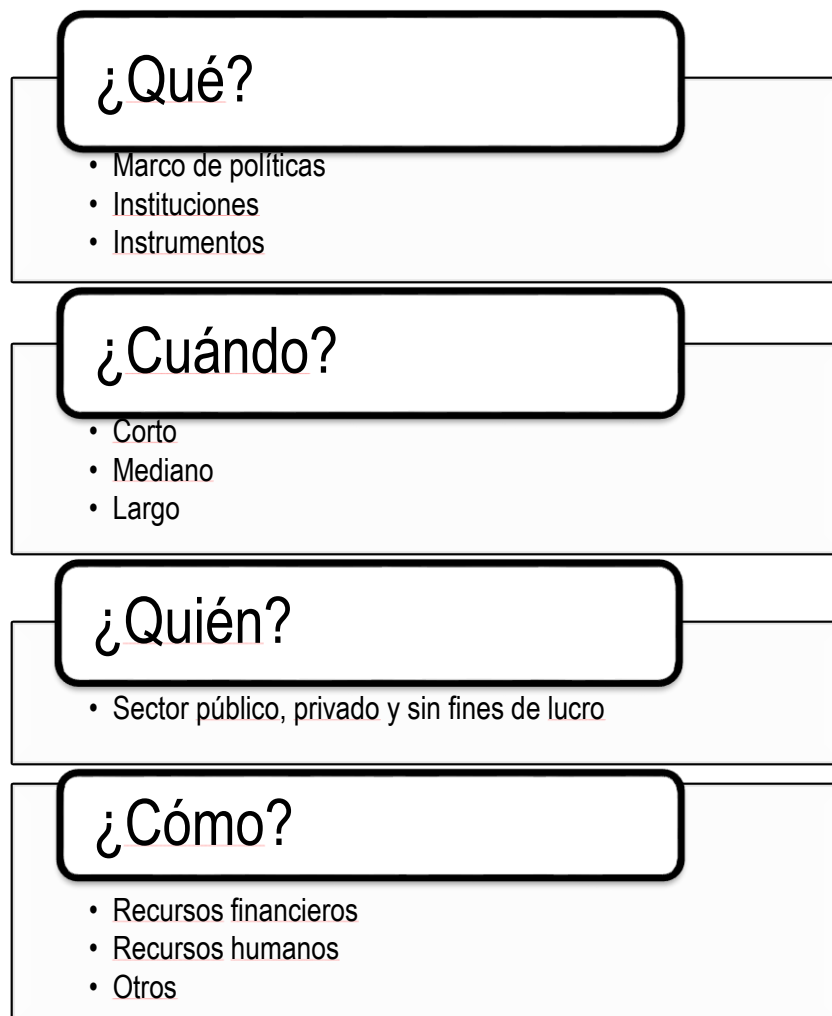 ¿Qué?
• Marco de políticas
• Instituciones
• Instrumentos
¿Cuándo?
• Corto
• Mediano
• Largo
¿Quién?
• Sector público, privado y sin fines de lucro
¿Cómo?
• Recursos financieros
• Recursos humanos
• Otros